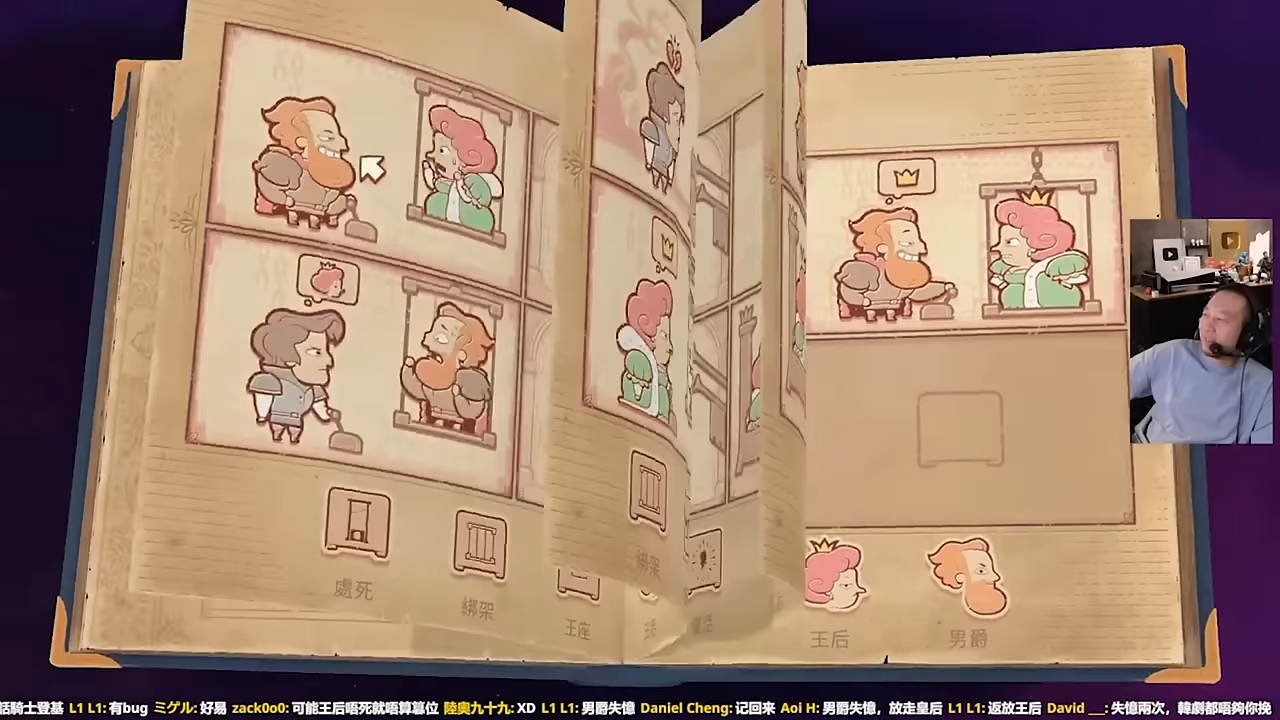 處死
綁架
王座
綁架
王后
男爵
話騎士登基 L1 L1: 有bug ミゲル: 好易 zack0o0: 可能王后唔死就唔算篡位 陸奧九十九: XD L1 L1: 男爵失憶 Daniel Cheng: 记回来 Aoi H: 男爵失憶，放走皇后 L1 L1: 返放王后 David __: 失憶兩次，韓劇都唔夠你換